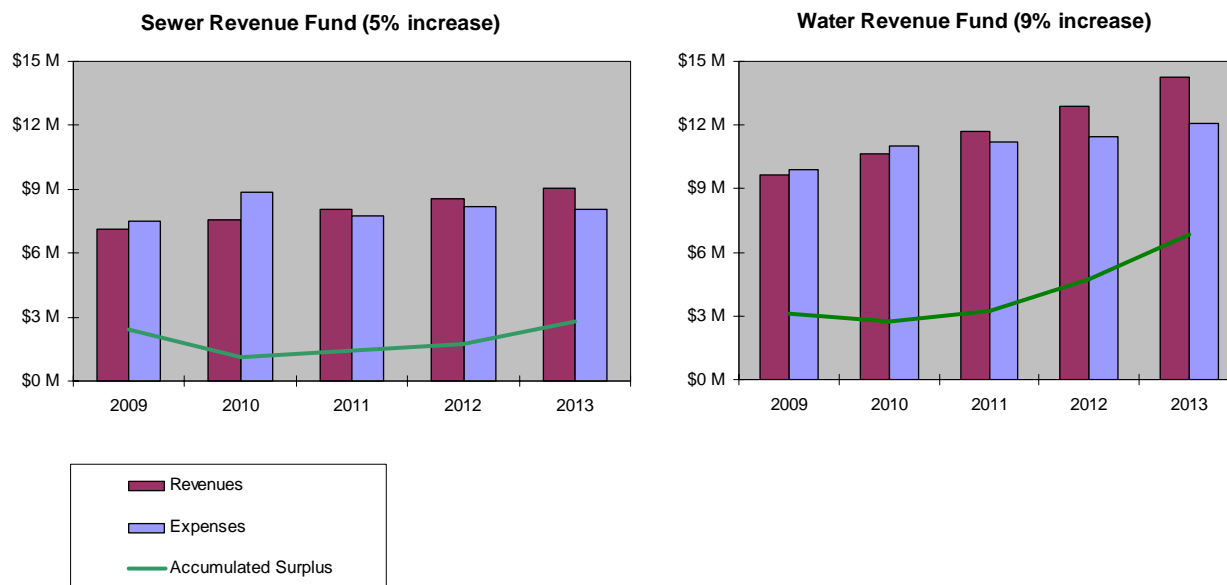 Sewer Revenue Fund (5% increase)
$15 M
$12 M
$9 M
$6 M
$3 M
$0 M
2009 2010 2011 2012 2013
Water Revenue Fund (9% increase)
$15 M
$12 M
$9 M
$6 M
$3 M
$0 M
2009 2010 2011 2012 2013
Revenues
Expenses
Accumulated Surplus